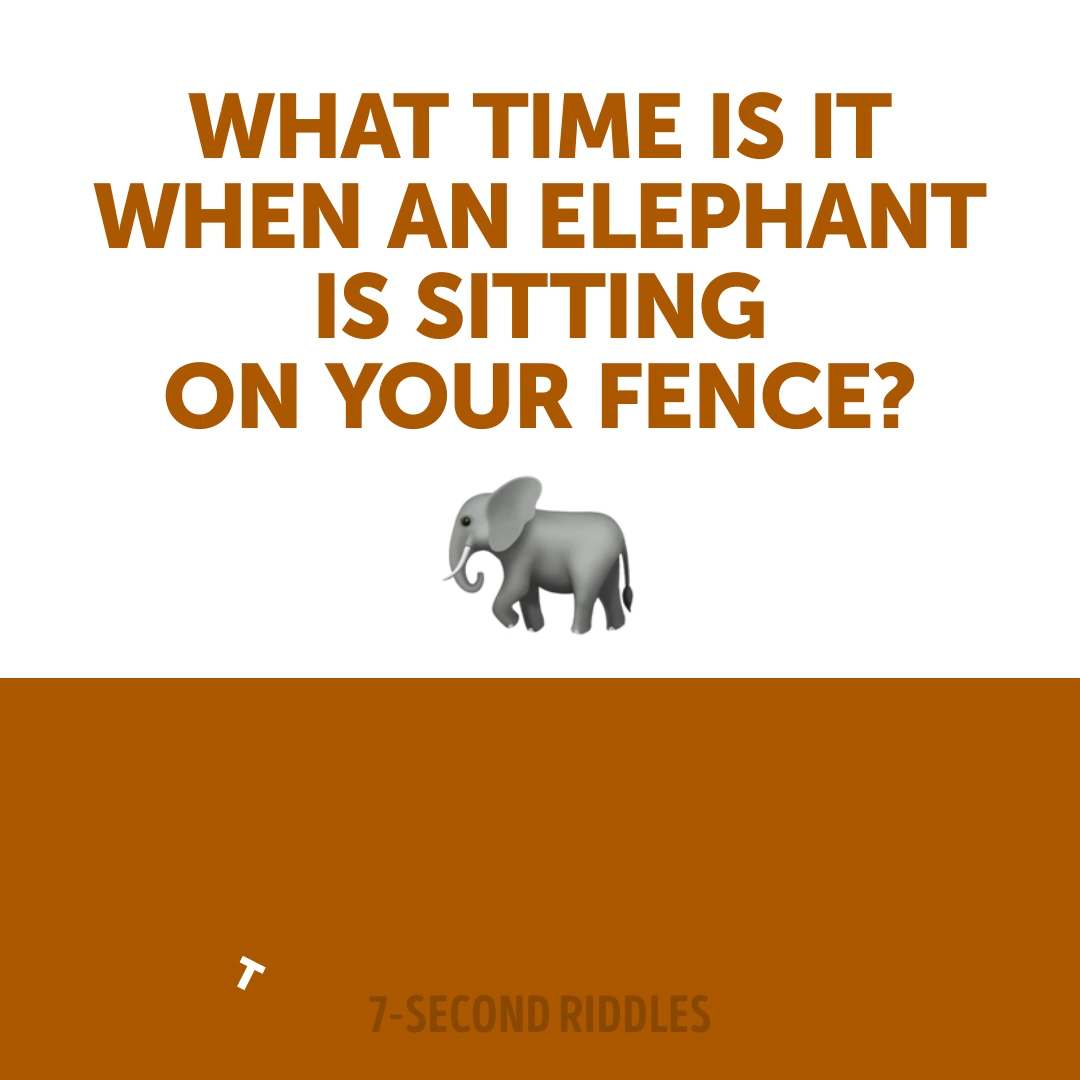 WHAT TIME IS IT
WHEN AN ELEPHANT
IS SITTING
ON YOUR FENCE?
T
7-SECOND RIDDLES